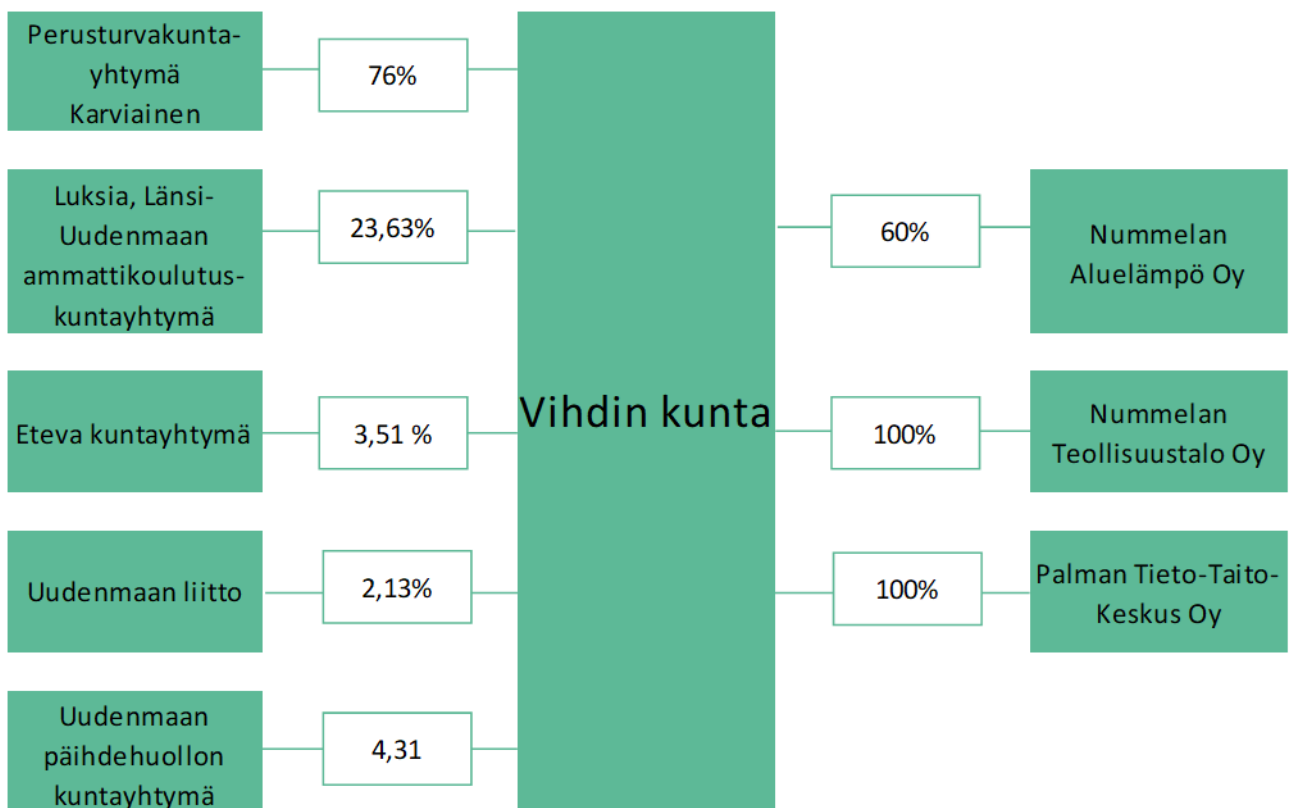 Perusturvakunta-
yhtymä
Karviainen
76%
Luksia, Länsi-
Uudenmaan
ammattikoulutus-
kuntayhtymä
23,63%
Eteva kuntayhtymä
3,51 %
Uudenmaan liitto
2,13%
Uudenmaan
päihdehuollon
kuntayhtymä
4,31
Vihdin kunta
60%
Nummelan
Aluelämpö Oy
100%
Nummelan
Teollisuustalo Oy
100%
Palman Tieto-Taito-
Keskus Oy